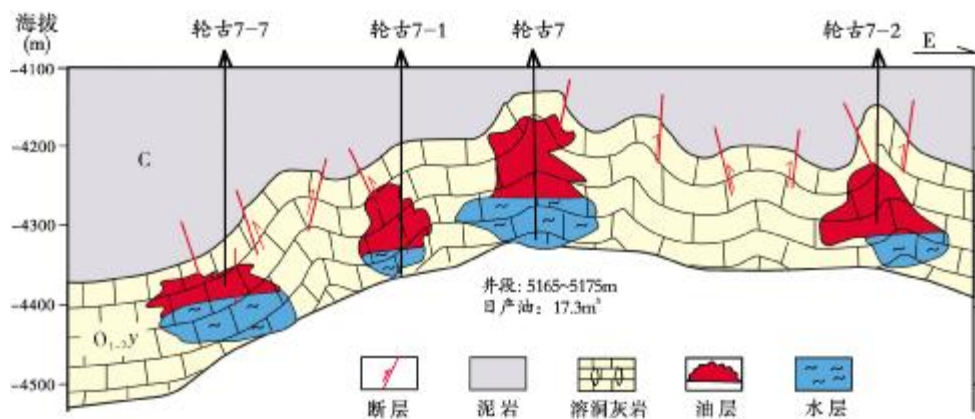 海拔
(m)
轮古7-7
轮古7-1
轮古7
轮古7-2
E
-4100
-4200
C
-4300
井段: 5165~5175m
日产油: 17.3m³
-4400
O₁₋₂y
-4500
断层
泥岩
溶洞灰岩
油层
水层